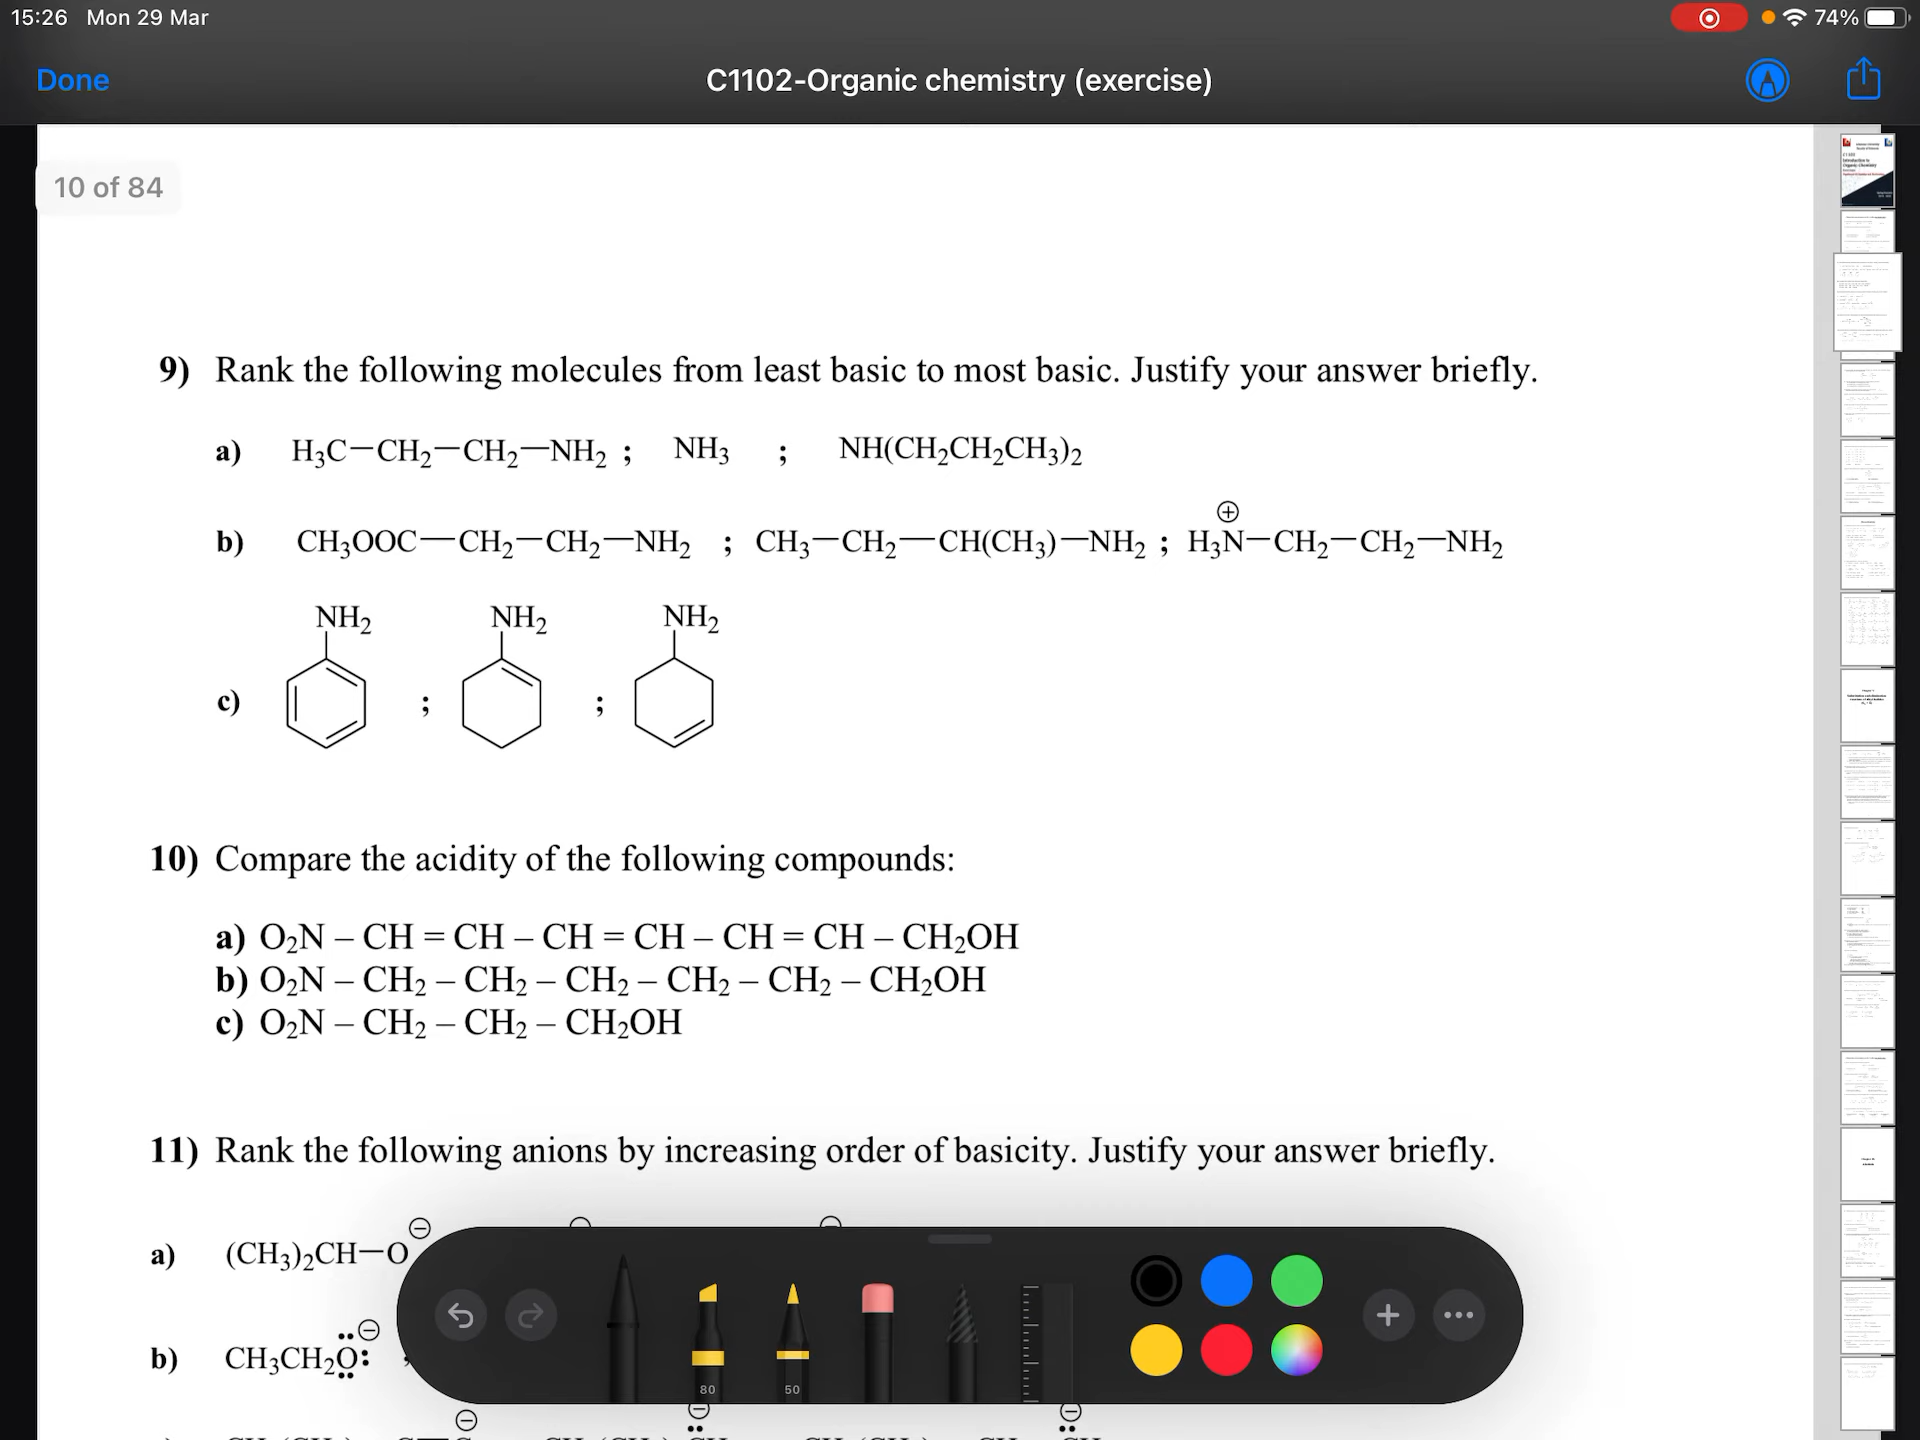 15:26 Mon 29 Mar
74%
Done
C1102-Organic chemistry (exercise)
10 of 84
9) Rank the following molecules from least basic to most basic. Justify your answer briefly.
a) H₃C—CH₂—CH₂—NH₂ ; NH₃ ; NH(CH₂CH₂CH₃)₂
⊕
b) CH₃OOC—CH₂—CH₂—NH₂ ; CH₃—CH₂—CH(CH₃)—NH₂ ; H₃N—CH₂—CH₂—NH₂
NH₂ NH₂ NH₂
c) ; ;
10) Compare the acidity of the following compounds:
a) O₂N – CH = CH – CH = CH – CH = CH – CH₂OH
b) O₂N – CH₂ – CH₂ – CH₂ – CH₂ – CH₂ – CH₂OH
c) O₂N – CH₂ – CH₂ – CH₂OH
11) Rank the following anions by increasing order of basicity. Justify your answer briefly.
a) (CH₃)₂CH—O⊖
b) CH₃CH₂O:⊖
80
50